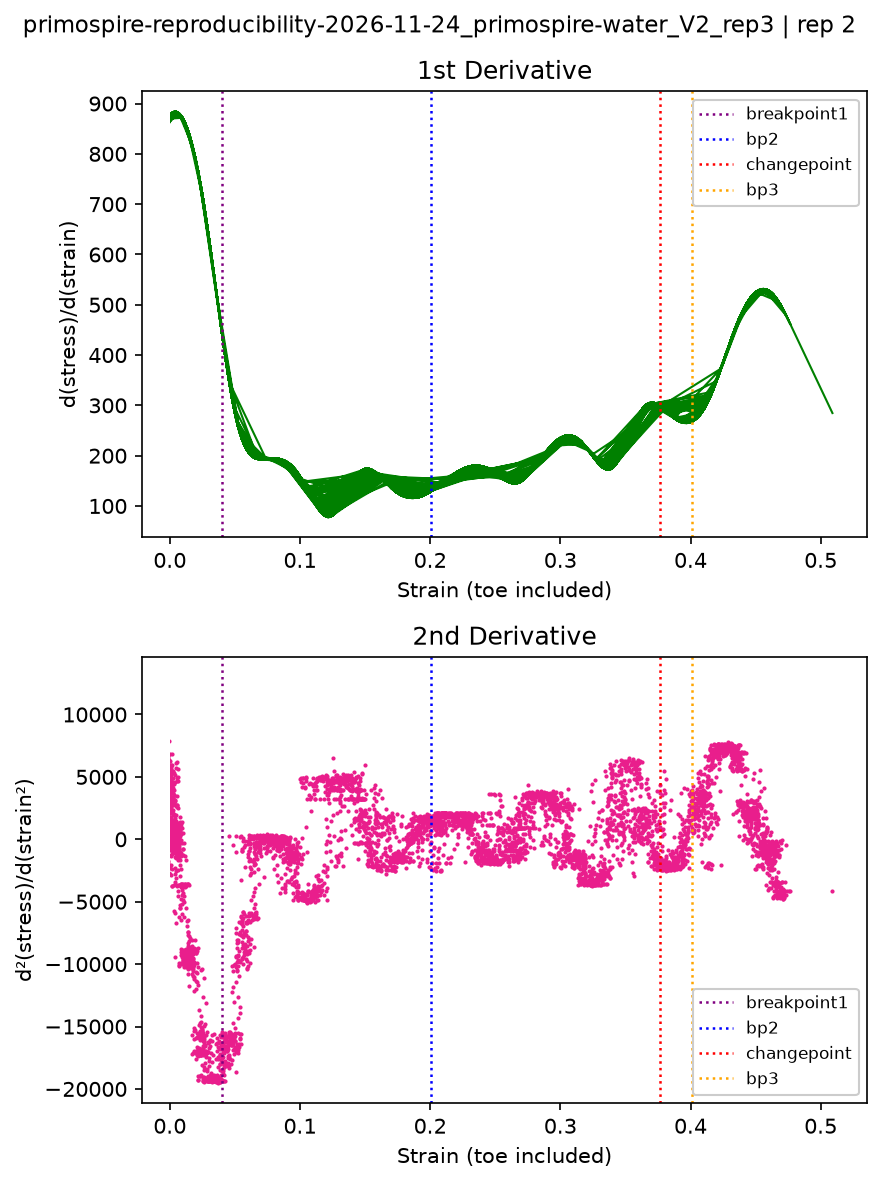 primospire-reproducibility-2026-11-24_primospire-water_V2_rep3 | rep 2
1st Derivative
d(stress)/d(strain)
900
800
700
600
500
400
300
200
100
breakpoint1
bp2
changepoint
bp3
0.0 0.1 0.2 0.3 0.4 0.5
Strain (toe included)
2nd Derivative
d²(stress)/d(strain²)
10000
5000
0
−5000
−10000
−15000
−20000
breakpoint1
bp2
changepoint
bp3
0.0 0.1 0.2 0.3 0.4 0.5
Strain (toe included)